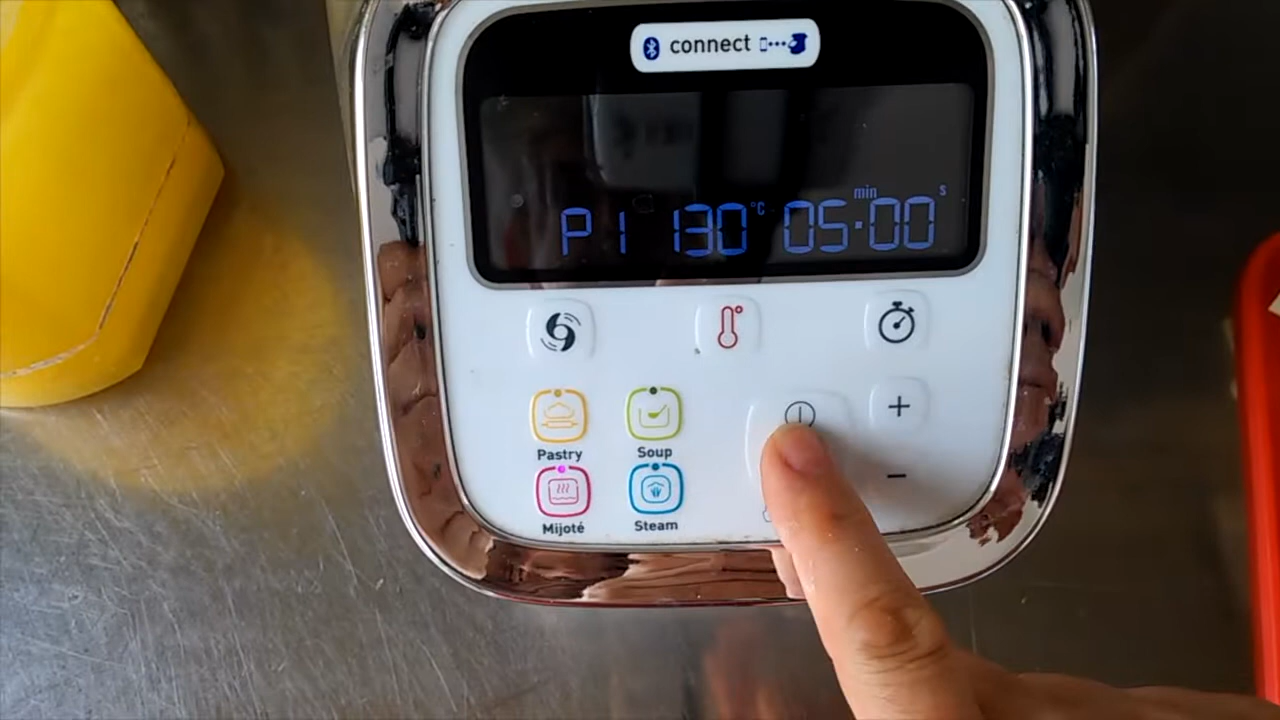 connect
min s
P1 130 °C 05:00
+
Pastry Soup
-
Mijoté Steam